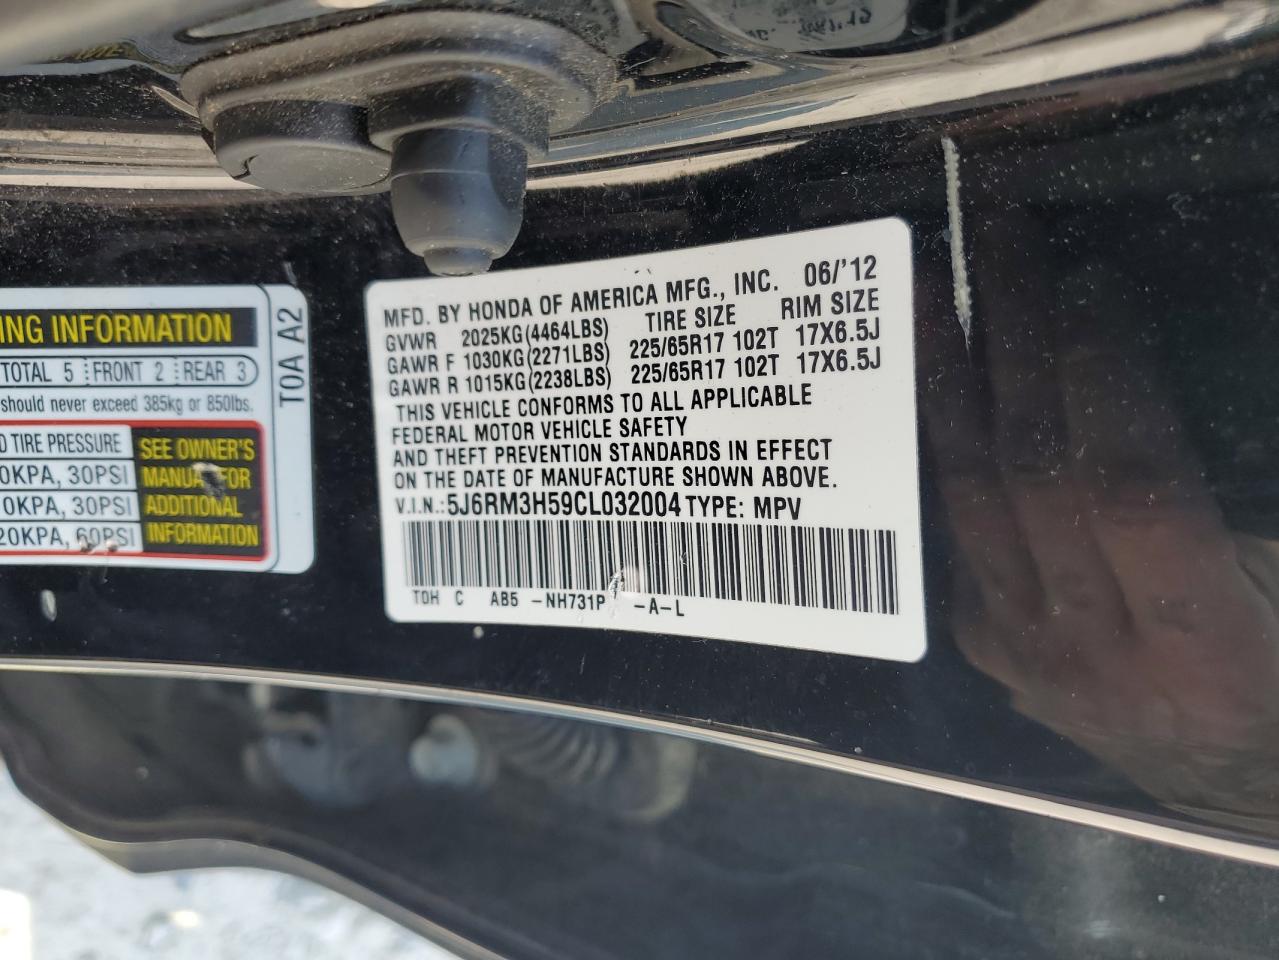 MFD. BY HONDA OF AMERICA MFG., INC. 06/'12
GVWR 2025KG(4464LBS) TIRE SIZE RIM SIZE
GAWR F 1030KG(2271LBS) 225/65R17 102T 17X6.5J
GAWR R 1015KG(2238LBS) 225/65R17 102T 17X6.5J
THIS VEHICLE CONFORMS TO ALL APPLICABLE
FEDERAL MOTOR VEHICLE SAFETY
AND THEFT PREVENTION STANDARDS IN EFFECT
ON THE DATE OF MANUFACTURE SHOWN ABOVE.
V.I.N.:5J6RM3H59CL032004 TYPE: MPV
TOH C AB5 -NH731P -A-L
ING INFORMATION
TOTAL 5 FRONT 2 REAR 3
should never exceed 385kg or 850lbs.
D TIRE PRESSURE
0KPA, 30PSI
0KPA, 30PSI
20KPA, 60PSI
SEE OWNER'S
MANUAL FOR
ADDITIONAL
INFORMATION
T0A A2